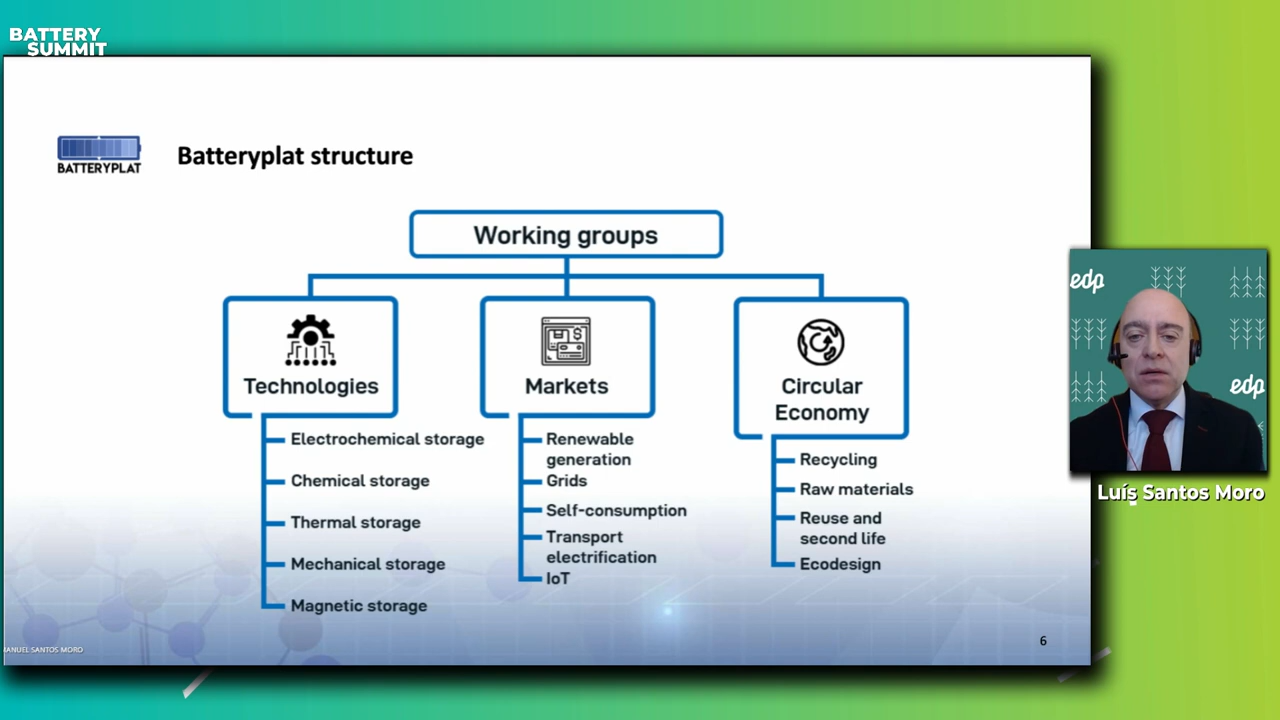 BATTERY
SUMMIT
BATTERYPLAT
Batteryplat structure
Working groups
Technologies
Electrochemical storage
Chemical storage
Thermal storage
Mechanical storage
Magnetic storage
Markets
Renewable
generation
Grids
Self-consumption
Transport
electrification
IoT
Circular
Economy
Recycling
Raw materials
Reuse and
second life
Ecodesign
MANUEL SANTOS MORO
6
edp
edp
Luís Santos Moro